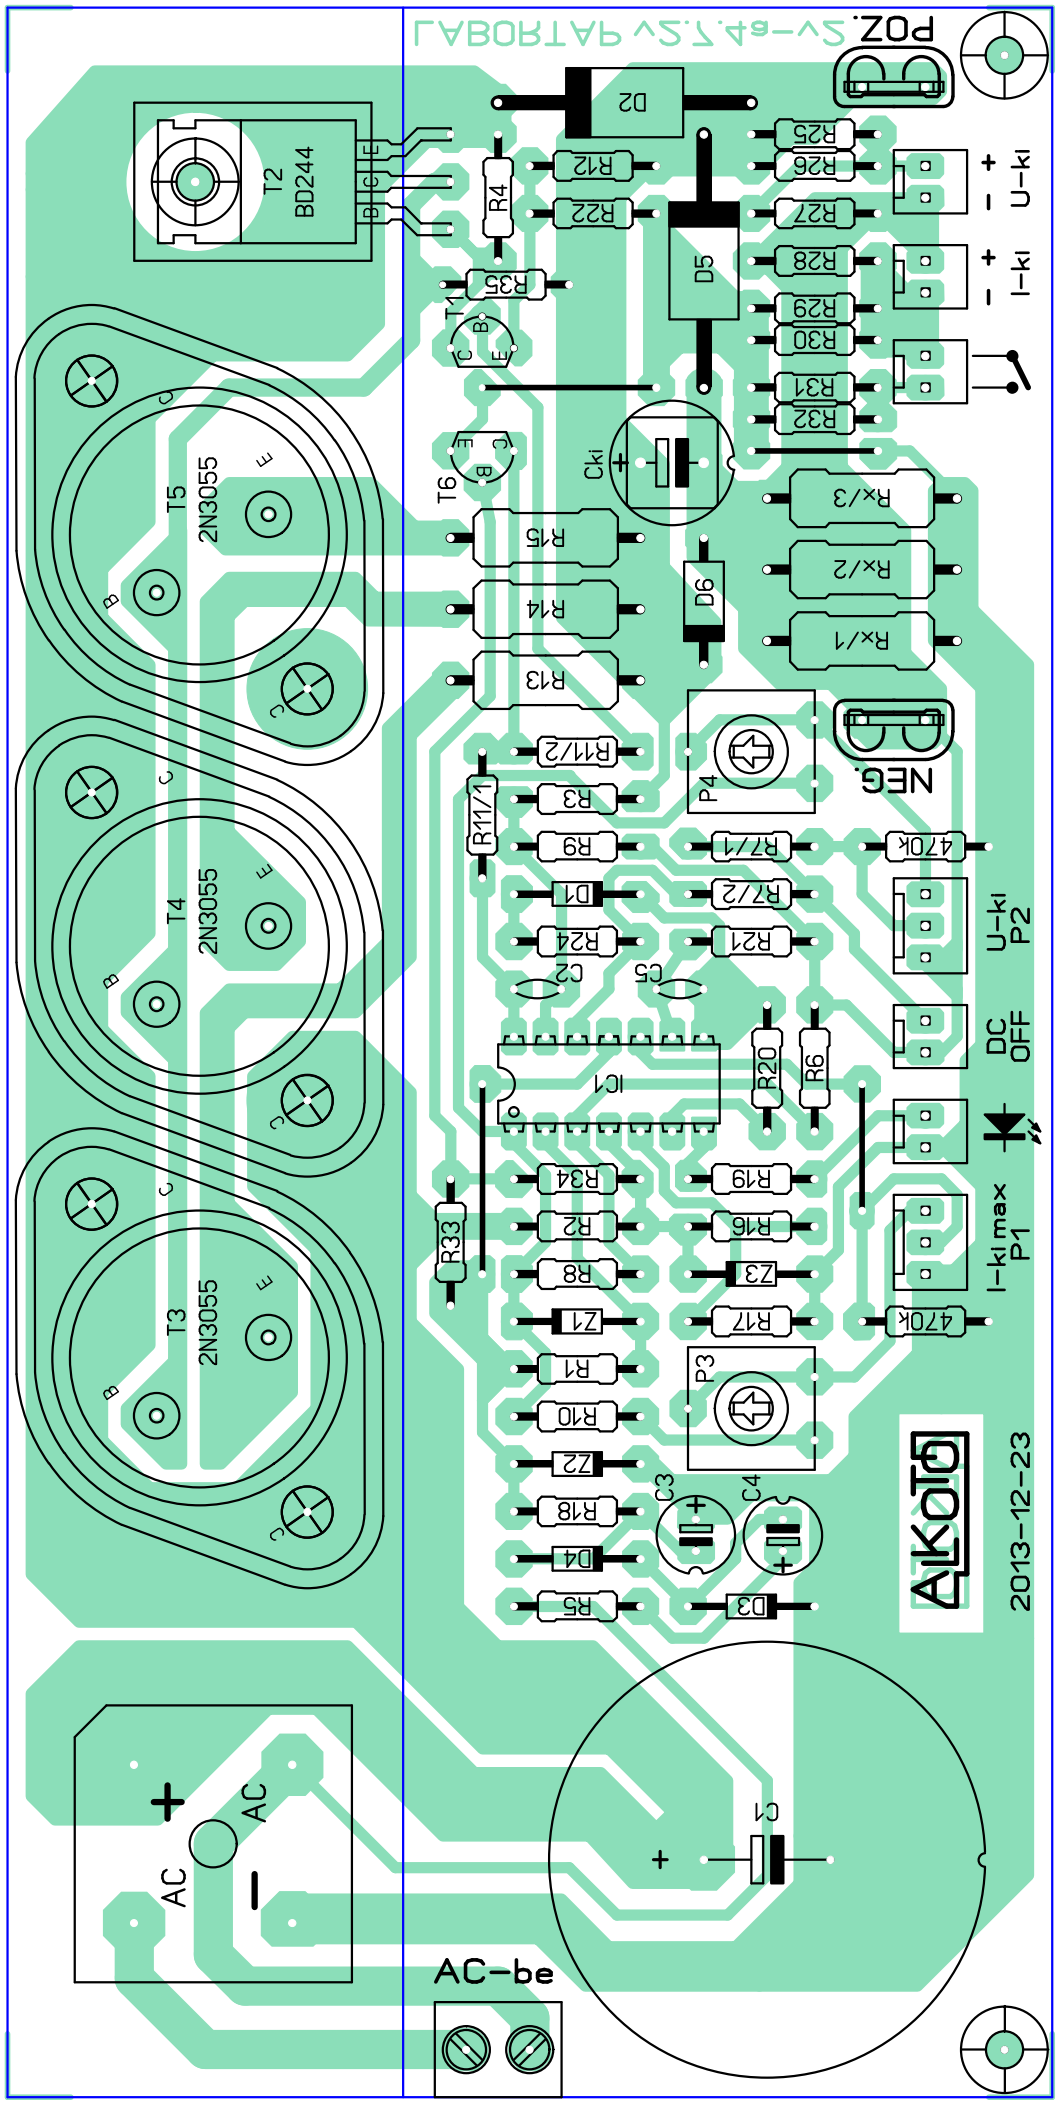 LABORTAP v2.7.4a-v2
POZ.
D2
R25
R12
R26
E
T2
BD244
C
R4
+
-
U-ki
B
R22
R27
R28
D5
+
-
I-ki
R35
T1
B
C
E
R29
R30
R31
R32
C
T5
2N3055
E
B
C
E
C
B
T6
Cki
+
Rx/3
R15
Rx/2
R14
D6
Rx/1
R13
C
NEG.
R11/2
P4
C
R11/1
R3
R9
R7/1
470k
T4
2N3055
E
B
C
D1
R7/2
U-ki
P2
R24
R21
C2
C5
DC
OFF
IC1
R20
R6
R34
R19
C
T3
2N3055
E
B
C
R33
R2
R16
I-ki max
P1
R8
Z3
Z1
R17
470k
R1
P3
R10
Z2
C3
C4
+
+
R18
D4
R5
D3
AlkoTó
2013-12-23
+
AC
AC
-
C1
+
AC-be